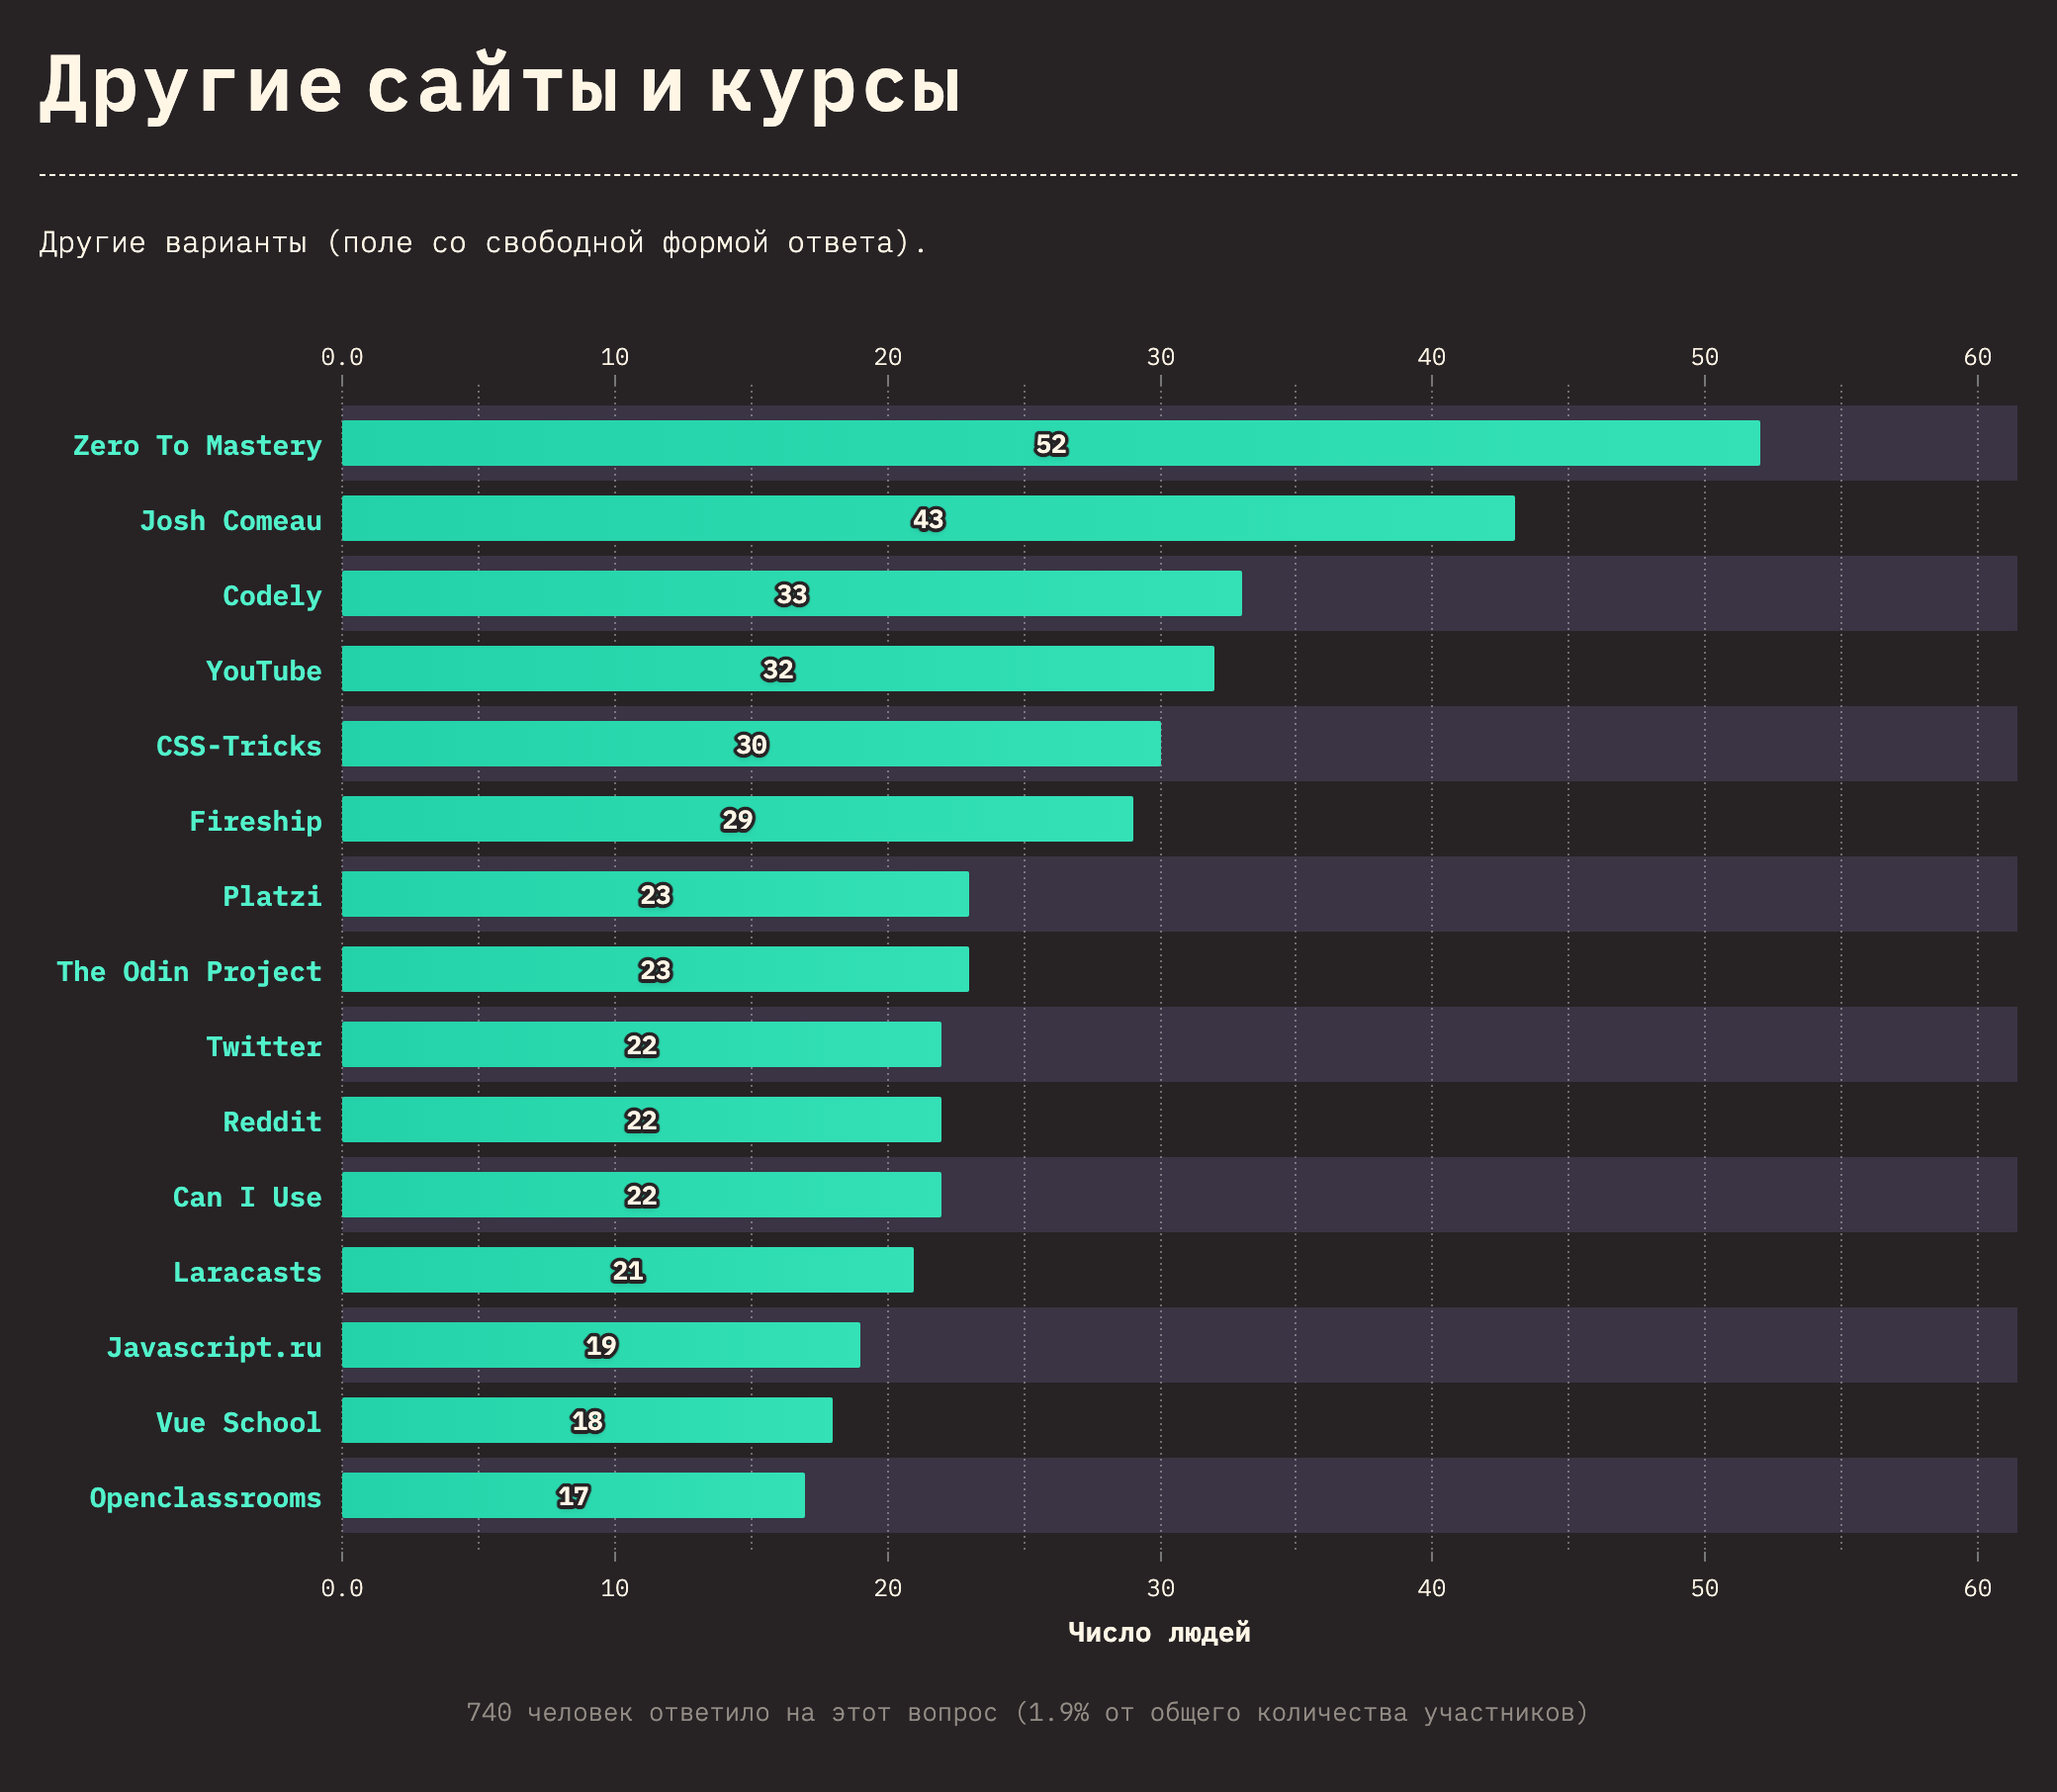 Другие сайты и курсы
Другие варианты (поле со свободной формой ответа).
0.0 10 20 30 40 50 60
Zero To Mastery 52
Josh Comeau 43
Codely 33
YouTube 32
CSS-Tricks 30
Fireship 29
Platzi 23
The Odin Project 23
Twitter 22
Reddit 22
Can I Use 22
Laracasts 21
Javascript.ru 19
Vue School 18
Openclassrooms 17
0.0 10 20 30 40 50 60
Число людей
740 человек ответило на этот вопрос (1.9% от общего количества участников)